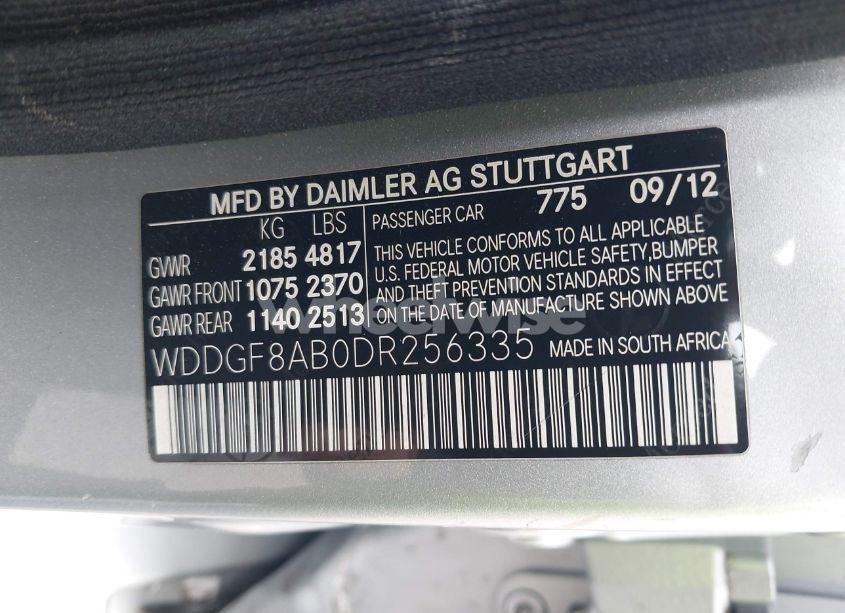 MFD BY DAIMLER AG STUTTGART
KG LBS
GVWR 2185 4817
GAWR FRONT 1075 2370
GAWR REAR 1140 2513
PASSENGER CAR 775 09/12
THIS VEHICLE CONFORMS TO ALL APPLICABLE
U.S. FEDERAL MOTOR VEHICLE SAFETY,BUMPER
AND THEFT PREVENTION STANDARDS IN EFFECT
ON THE DATE OF MANUFACTURE SHOWN ABOVE
WDDGF8AB0DR256335 MADE IN SOUTH AFRICA
wheelwise